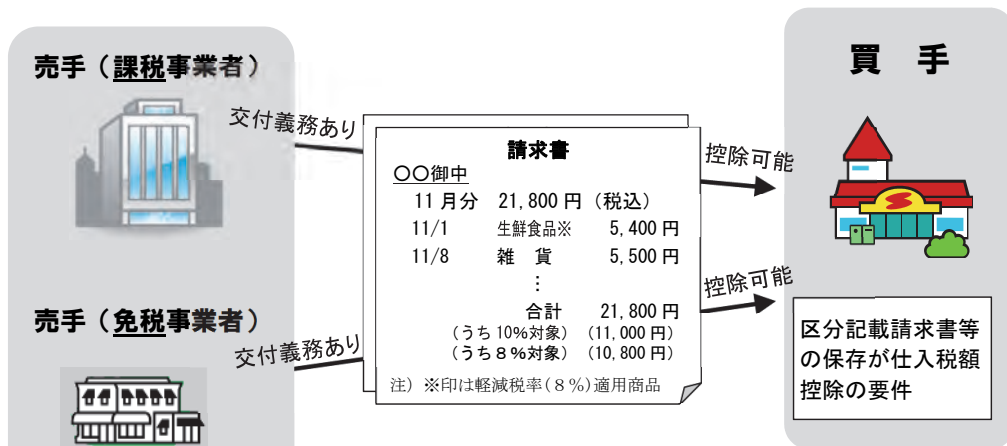 売手（課税事業者）
交付義務あり
売手（免税事業者）
交付義務あり
請求書
〇〇御中
11月分 21,800円（税込）
11/1 生鮮食品※ 5,400円
11/8 雑 貨 5,500円
⋮
合計 21,800円
（うち10％対象）（11,000円）
（うち８％対象）（10,800円）
注）※印は軽減税率（８％）適用商品
控除可能
控除可能
買 手
区分記載請求書等
の保存が仕入税額
控除の要件